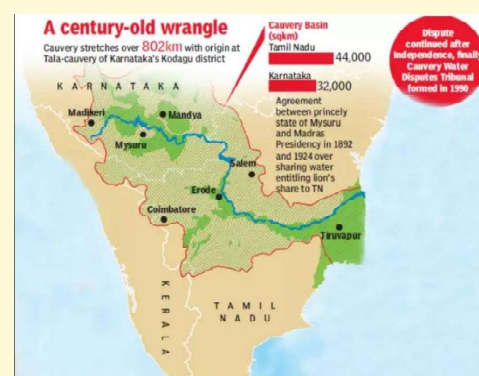 A century-old wrangle
Cauvery stretches over 802km with origin at
Tala-cauvery of Karnataka's Kodagu district
Cauvery Basin
(sqkm)
Tamil Nadu
44,000
Karnataka
32,000
Agreement
between princely
state of Mysuru
and Madras
Presidency in 1892
and 1924 over
sharing water
entitling lion's
share to TN
Dispute
continued after
independence, finally
Cauvery Water
Disputes Tribunal
formed in 1990
KARNATAKA
Madikeri
Mandya
Mysuru
Salem
Erode
Coimbatore
Tiruvapur
KERALA
TAMIL
NADU